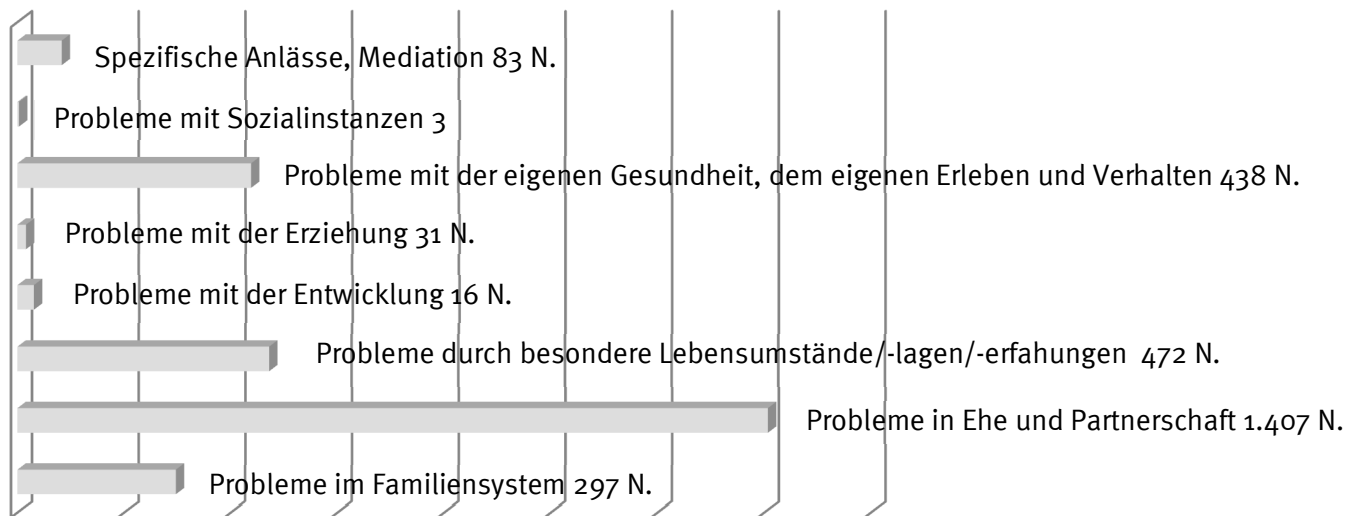 Spezifische Anlässe, Mediation 83 N.
Probleme mit Sozialinstanzen 3
Probleme mit der eigenen Gesundheit, dem eigenen Erleben und Verhalten 438 N.
Probleme mit der Erziehung 31 N.
Probleme mit der Entwicklung 16 N.
Probleme durch besondere Lebensumstände/-lagen/-erfahungen 472 N.
Probleme in Ehe und Partnerschaft 1.407 N.
Probleme im Familiensystem 297 N.